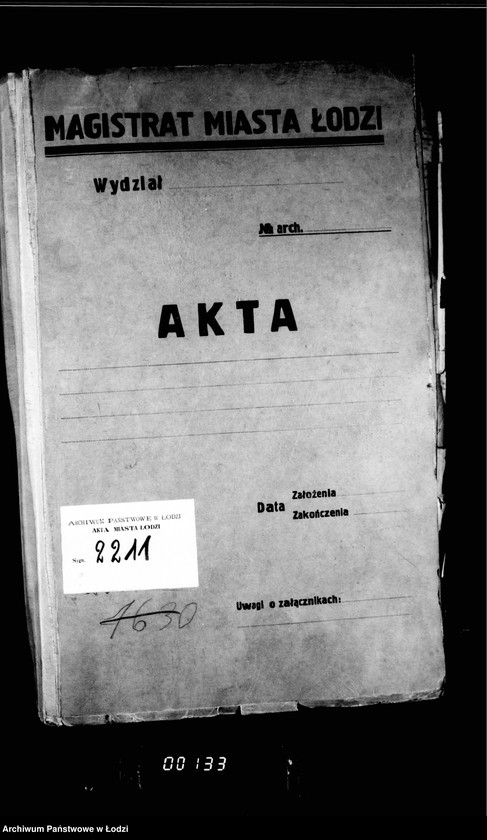 MAGISTRAT MIASTA ŁODZI
Wydział
№ arch.
AKTA
Data
Założenia
Zakończenia
ARCHIWUM PAŃSTWOWE W ŁODZI
AKTA MIASTA ŁODZI
Sygn. 2211
1630
Uwagi o załącznikach:
00133
Archiwum Państwowe w Łodzi